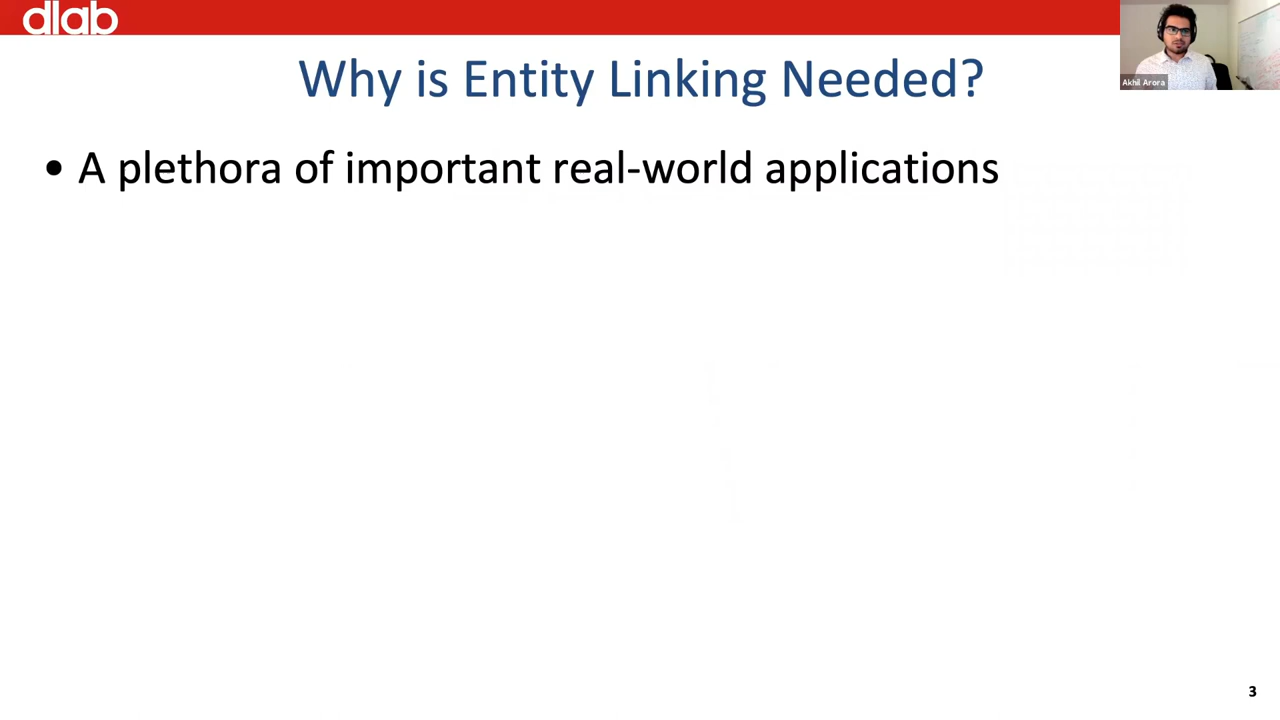 dlab
Akhil Arora
Why is Entity Linking Needed?
• A plethora of important real-world applications
3